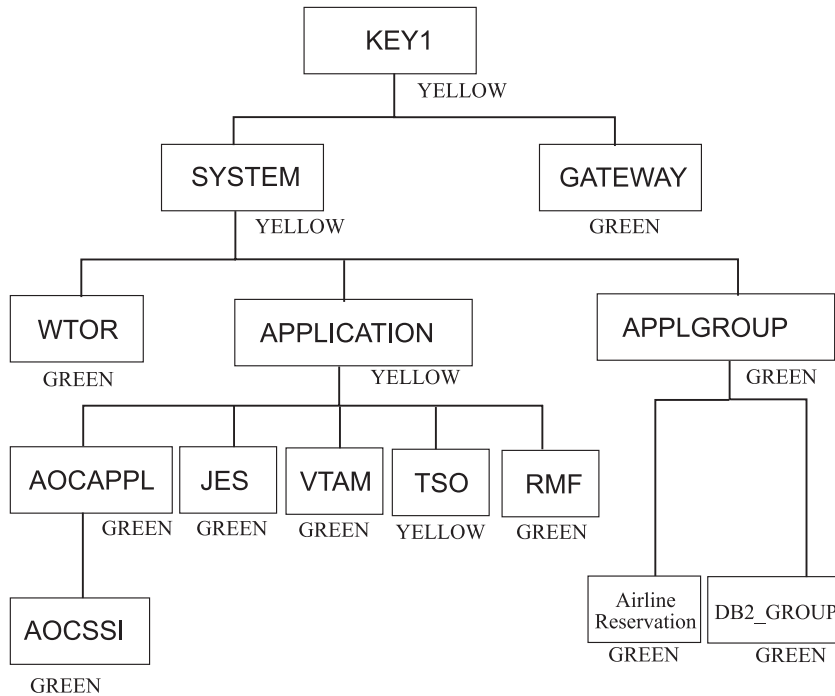 KEY1
YELLOW
SYSTEM
GATEWAY
YELLOW
GREEN
WTOR
APPLICATION
APPLGROUP
GREEN
YELLOW
GREEN
AOCAPPL
JES
VTAM
TSO
RMF
GREEN
GREEN
GREEN
YELLOW
GREEN
Airline
Reservation
DB2_GROUP
AOCSSI
GREEN
GREEN
GREEN